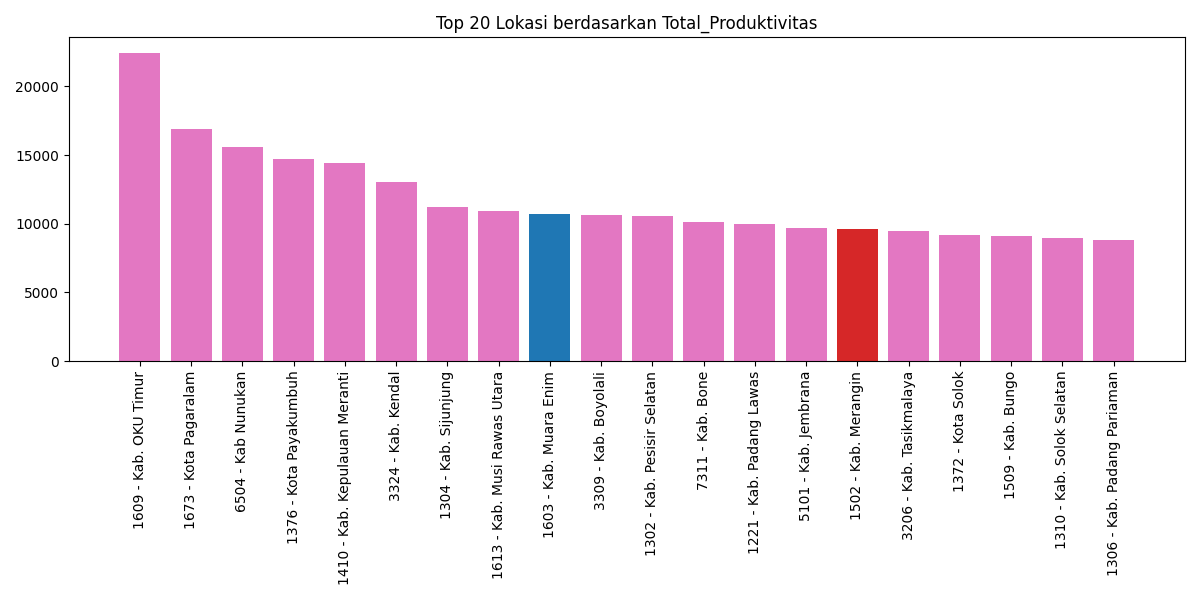 Top 20 Lokasi berdasarkan Total_Produktivitas
20000
15000
10000
5000
0
1609 - Kab. OKU Timur
1673 - Kota Pagaralam
6504 - Kab Nunukan
1376 - Kota Payakumbuh
1410 - Kab. Kepulauan Meranti
3324 - Kab. Kendal
1304 - Kab. Sijunjung
1613 - Kab. Musi Rawas Utara
1603 - Kab. Muara Enim
3309 - Kab. Boyolali
1302 - Kab. Pesisir Selatan
7311 - Kab. Bone
1221 - Kab. Padang Lawas
5101 - Kab. Jembrana
1502 - Kab. Merangin
3206 - Kab. Tasikmalaya
1372 - Kota Solok
1509 - Kab. Bungo
1310 - Kab. Solok Selatan
1306 - Kab. Padang Pariaman